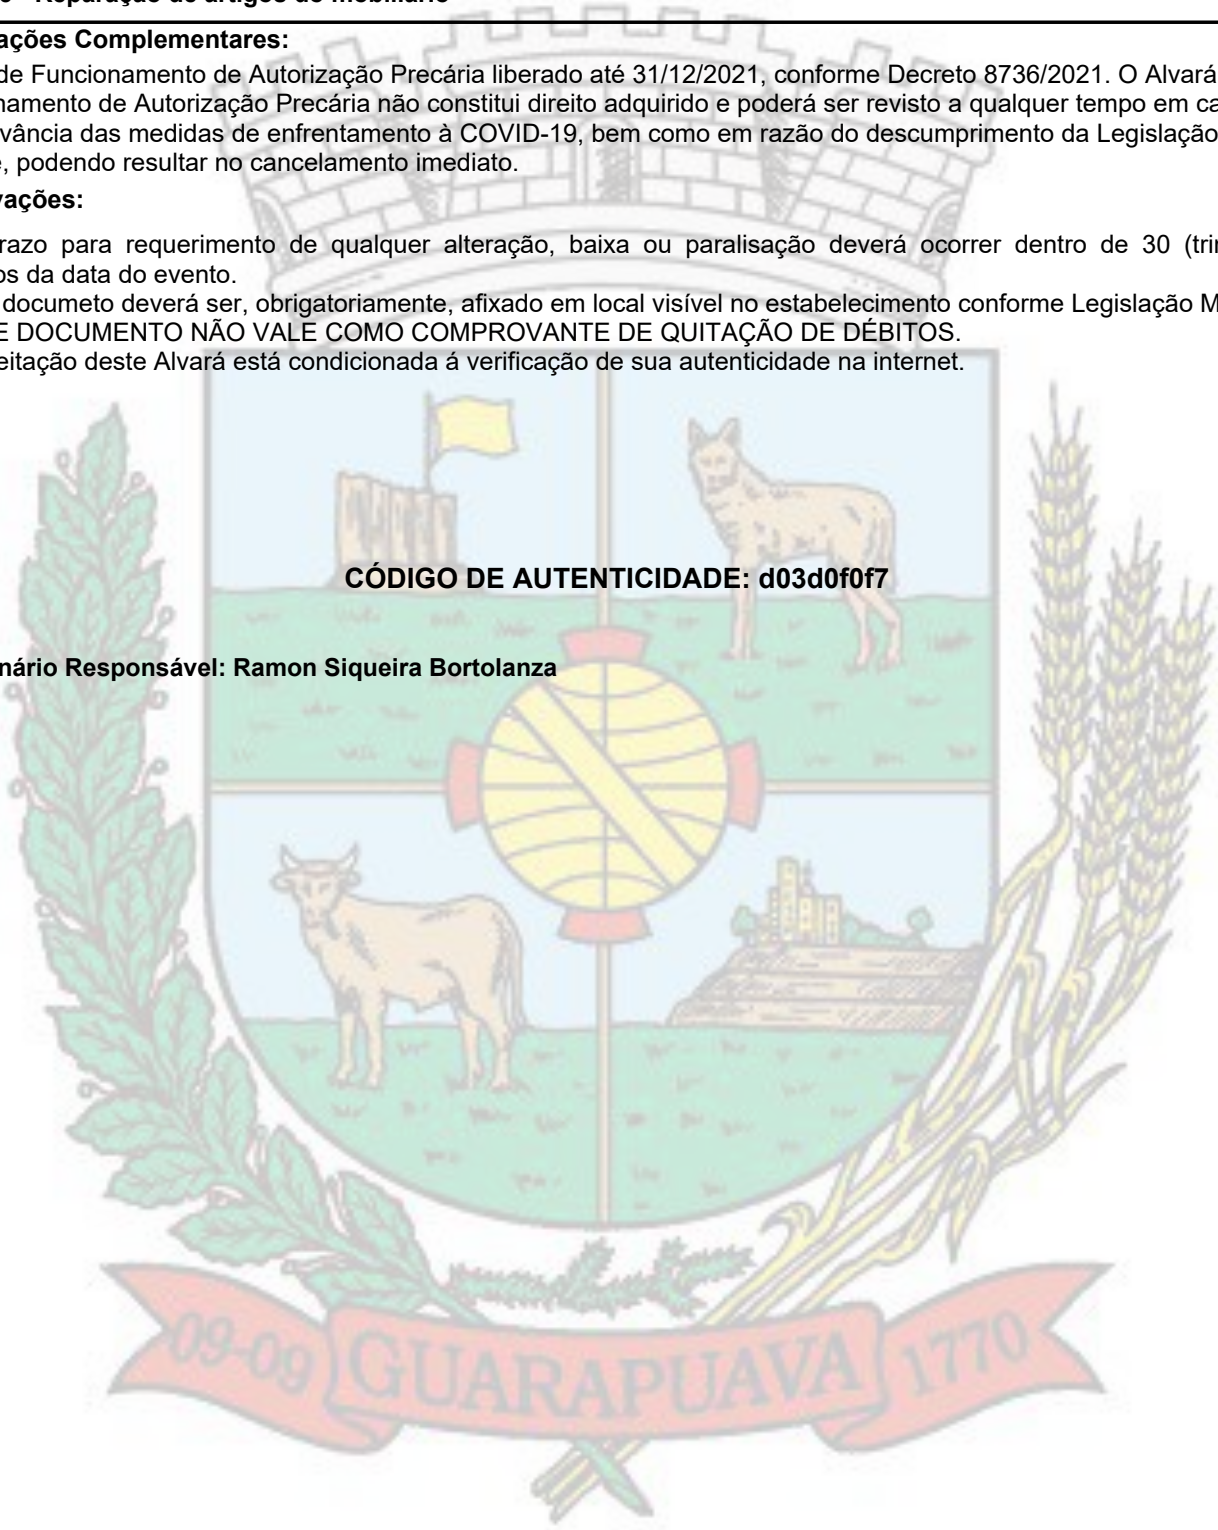 Reparação de artigos do mobiliário
ações Complementares:
de Funcionamento de Autorização Precária liberado até 31/12/2021, conforme Decreto 8736/2021. O Alvará
namento de Autorização Precária não constitui direito adquirido e poderá ser revisto a qualquer tempo em ca
vância das medidas de enfrentamento à COVID-19, bem como em razão do descumprimento da Legislação
, podendo resultar no cancelamento imediato.
vações:
razo para requerimento de qualquer alteração, baixa ou paralisação deverá ocorrer dentro de 30 (tri
os da data do evento.
documeto deverá ser, obrigatoriamente, afixado em local visível no estabelecimento conforme Legislação M
E DOCUMENTO NÃO VALE COMO COMPROVANTE DE QUITAÇÃO DE DÉBITOS.
eitação deste Alvará está condicionada á verificação de sua autenticidade na internet.
CÓDIGO DE AUTENTICIDADE: d03d0f0f7
nário Responsável: Ramon Siqueira Bortolanza
09-09 GUARAPUAVA 1770